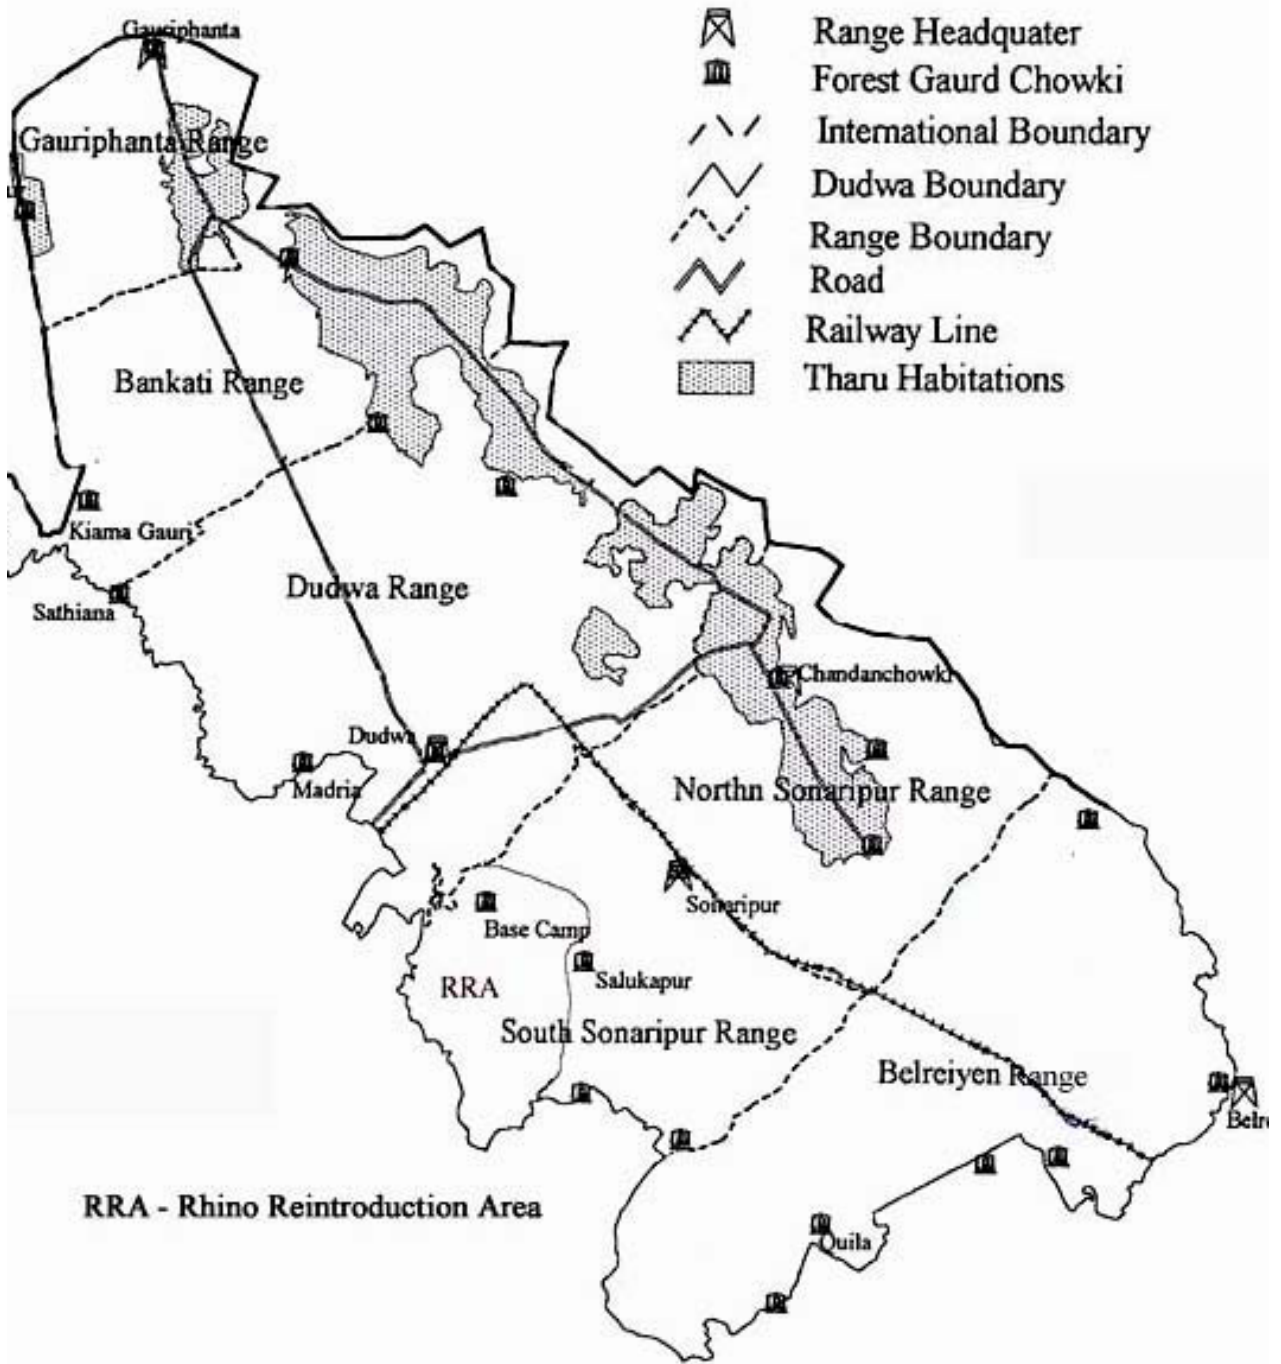 Gauriphanta
Range Headquater
Forest Gaurd Chowki
International Boundary
Gauriphanta Range
Dudwa Boundary
Range Boundary
Road
Railway Line
Tharu Habitations
Bankati Range
Kiama Gauri
Dudwa Range
Sathiana
Chandanchowki
Dudwa
Madria
Northn Sonaripur Range
Sonaripur
Base Camp
Salukapur
RRA
South Sonaripur Range
Belreiyen Range
Belre
RRA - Rhino Reintroduction Area
Quila